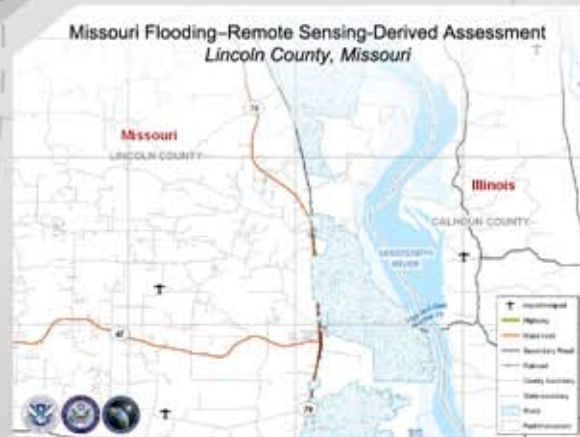 Missouri Flooding–Remote Sensing-Derived Assessment
Lincoln County, Missouri
79
Missouri
LINCOLN COUNTY
Illinois
CALHOUN COUNTY
MISSISSIPPI
RIVER
47
79
Highway
Major road
Secondary Road
Railroad
County boundary
State boundary